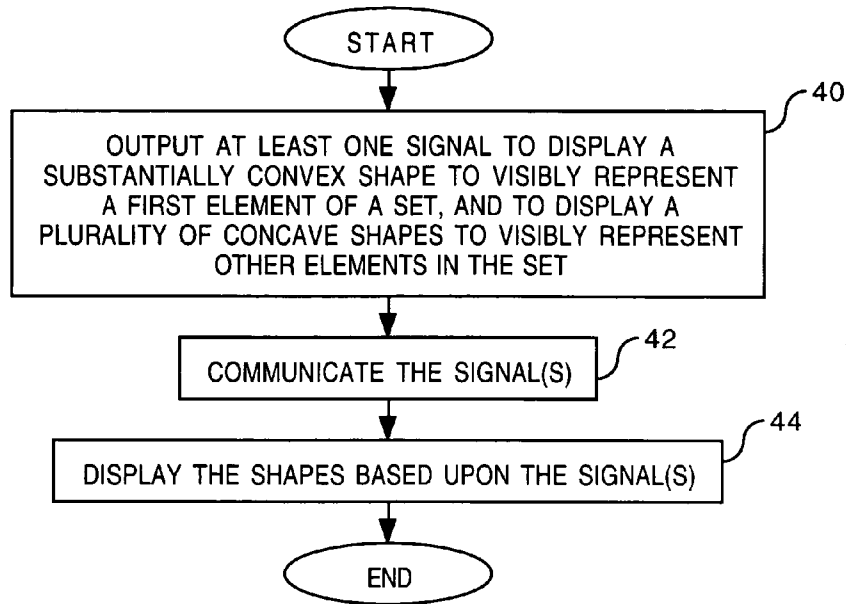 START
40
OUTPUT AT LEAST ONE SIGNAL TO DISPLAY A
SUBSTANTIALLY CONVEX SHAPE TO VISIBLY REPRESENT
A FIRST ELEMENT OF A SET, AND TO DISPLAY A
PLURALITY OF CONCAVE SHAPES TO VISIBLY REPRESENT
OTHER ELEMENTS IN THE SET
42
COMMUNICATE THE SIGNAL(S)
44
DISPLAY THE SHAPES BASED UPON THE SIGNAL(S)
END